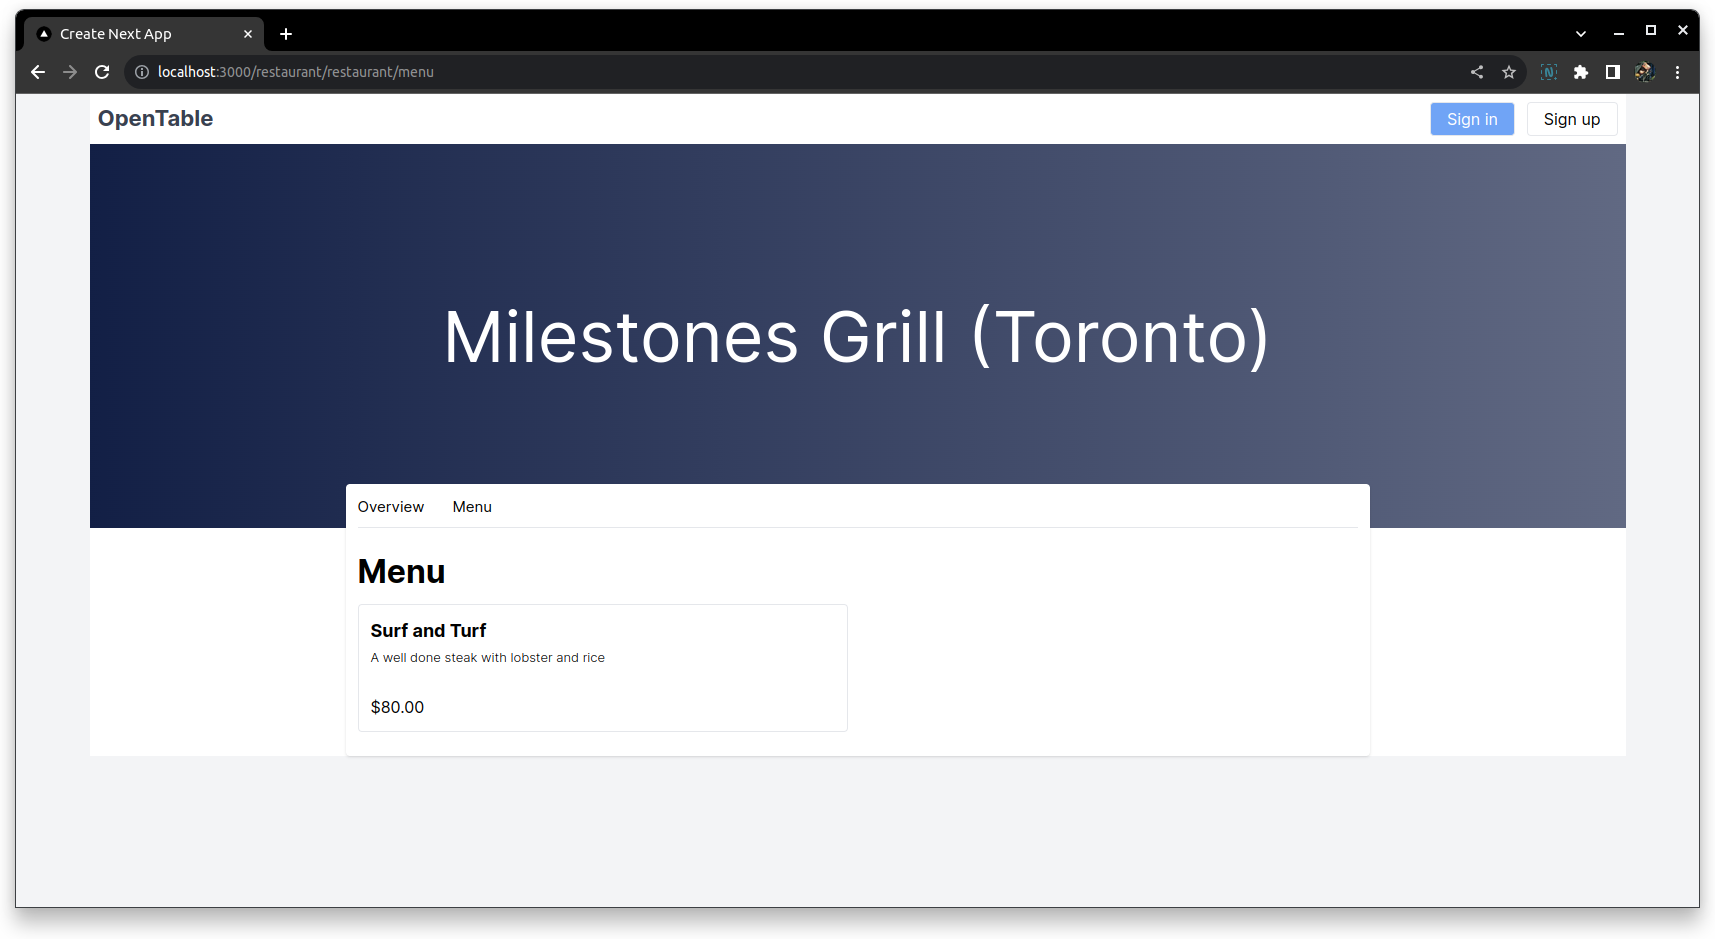 Create Next App
localhost:3000/restaurant/restaurant/menu
OpenTable
Sign in
Sign up
Milestones Grill (Toronto)
Overview Menu
Menu
Surf and Turf
A well done steak with lobster and rice
$80.00